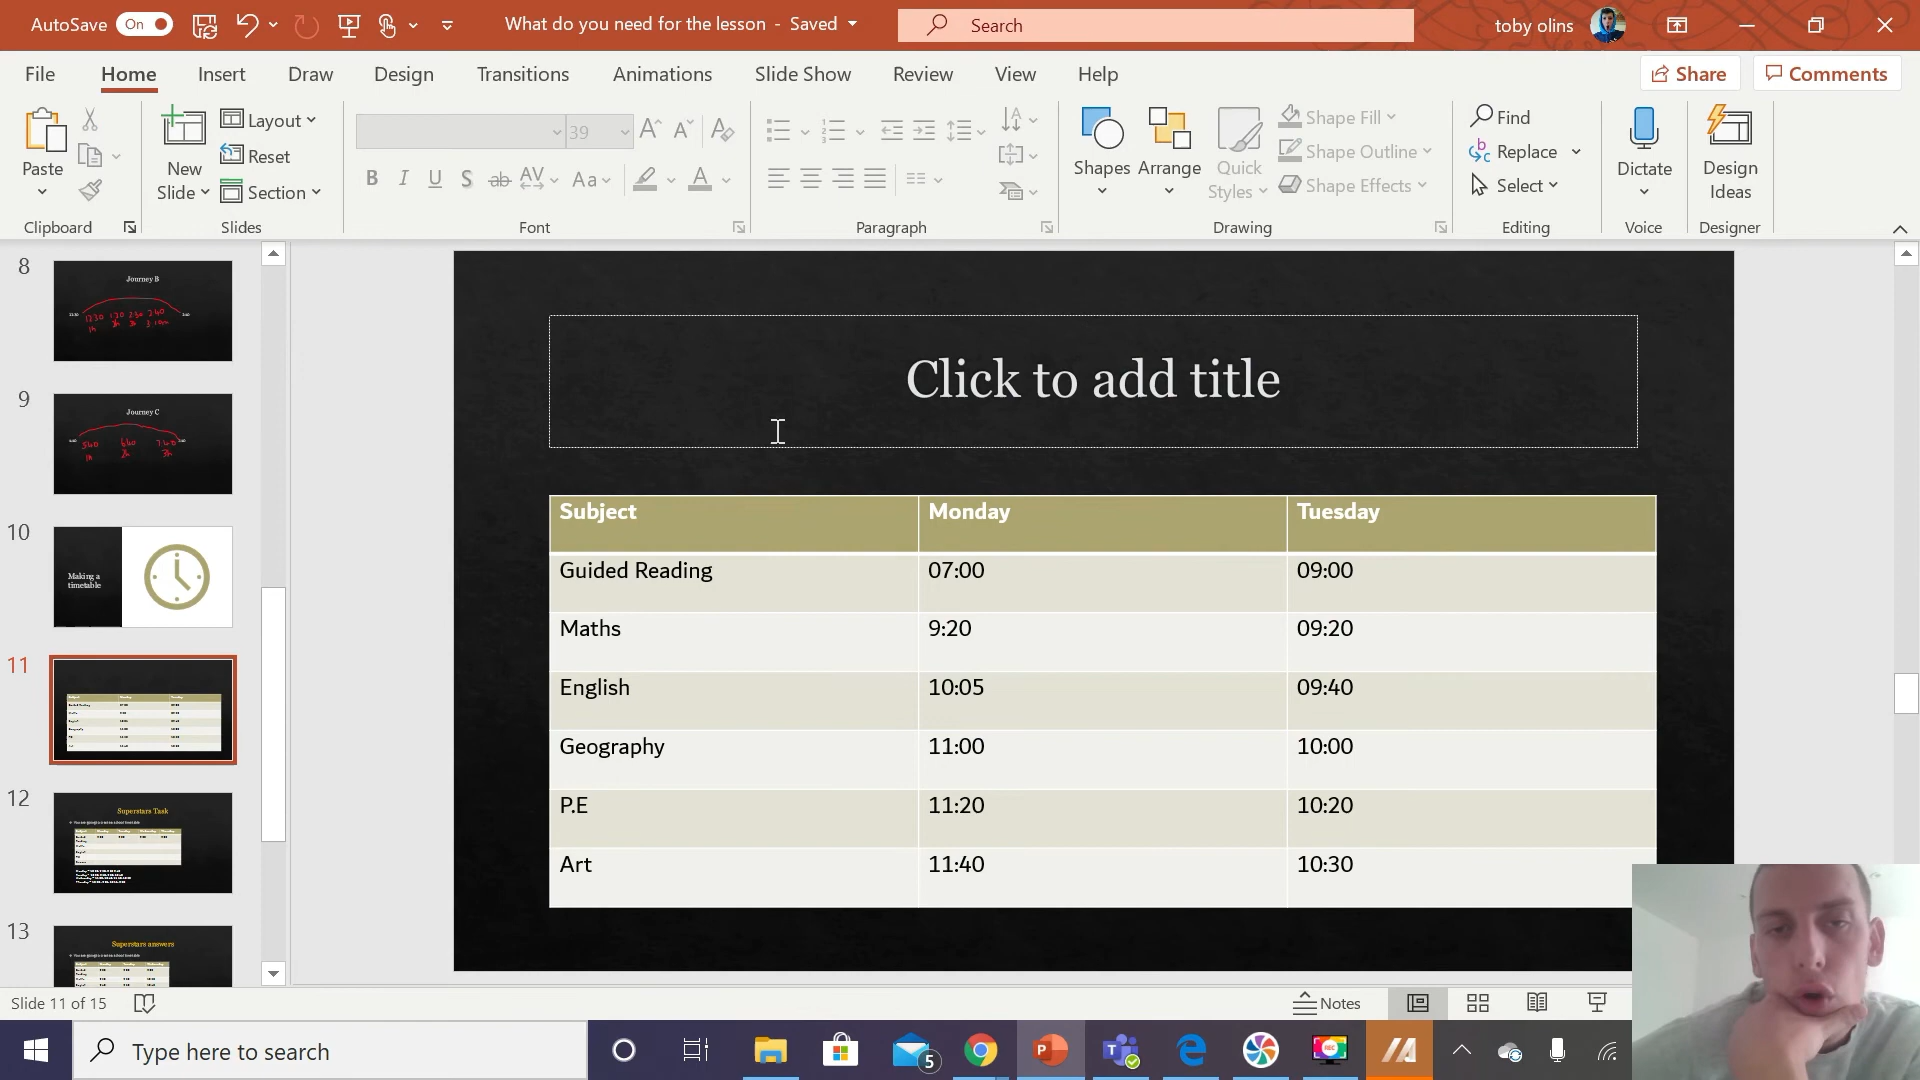 AutoSave On What do you need for the lesson - Saved Search toby olins
File Home Insert Draw Design Transitions Animations Slide Show Review View Help Share Comments
Paste New Slide Layout Reset Section
39
B I U S ab AV Aa A
Shapes Arrange Quick Styles Shape Fill Shape Outline Shape Effects
Find Replace Select Dictate Design Ideas
Clipboard Slides Font Paragraph Drawing Editing Voice Designer
8
Journey B
9
Journey C
10
Making a
timetable
11
12
Superstars Task
13
Superstars answers
Click to add title
Subject Monday Tuesday
Guided Reading 07:00 09:00
Maths 9:20 09:20
English 10:05 09:40
Geography 11:00 10:00
P.E 11:20 10:20
Art 11:40 10:30
Slide 11 of 15 Notes
Type here to search 5